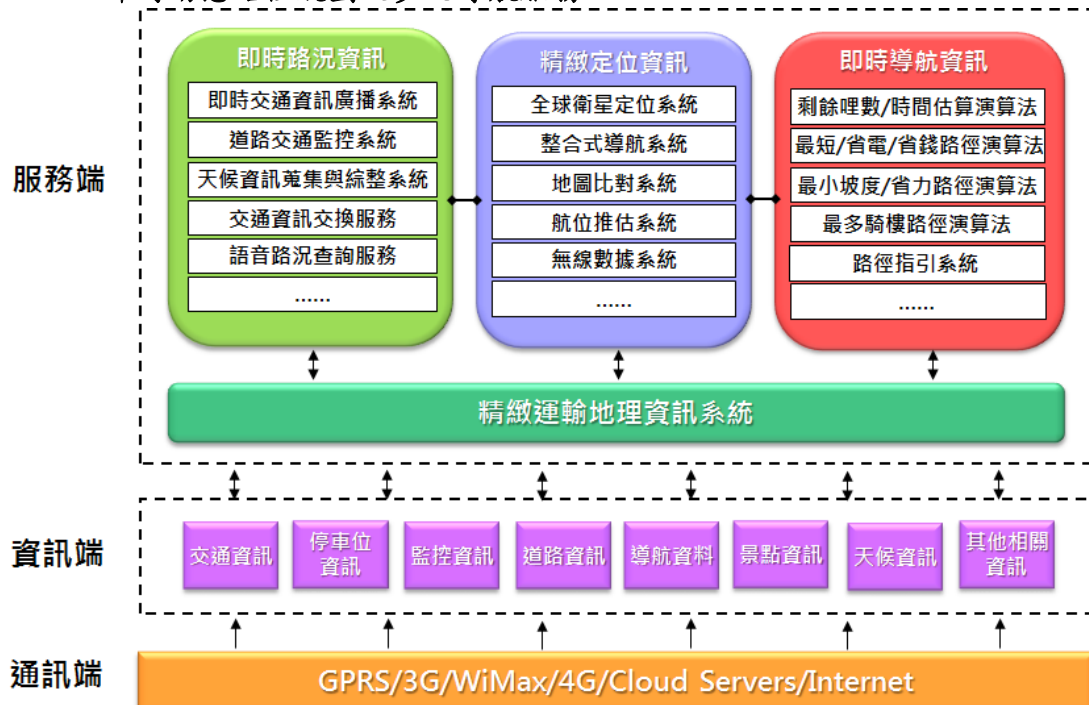 服務端
即時路況資訊
即時交通資訊廣播系統
道路交通監控系統
天候資訊蒐集與綜整系統
交通資訊交換服務
語音路況查詢服務
......
精緻定位資訊
全球衛星定位系統
整合式導航系統
地圖比對系統
航位推估系統
無線數據系統
......
即時導航資訊
剩餘哩數/時間估算演算法
最短/省電/省錢路徑演算法
最小坡度/省力路徑演算法
最多騎樓路徑演算法
路徑指引系統
......
精緻運輸地理資訊系統
資訊端
交通資訊
停車位
資訊
監控資訊
道路資訊
導航資料
景點資訊
天候資訊
其他相關
資訊
通訊端
GPRS/3G/WiMax/4G/Cloud Servers/Internet